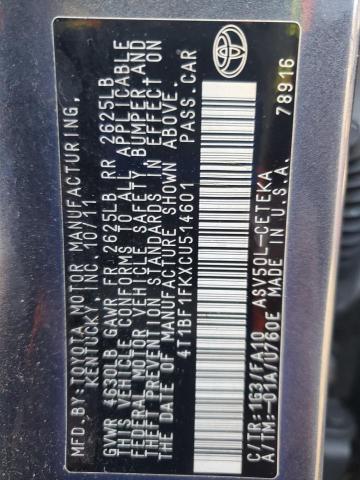 MFD. BY: TOYOTA MOTOR MANUFACTURING,
KENTUCKY, INC. 10/11
GVWR 4630LB GAWR FR 2625LB RR 2625LB
THIS VEHICLE CONFORMS TO ALL APPLICABLE
FEDERAL MOTOR VEHICLE SAFETY, BUMPER AND
THEFT PREVENTION STANDARDS IN EFFECT ON
THE DATE OF MANUFACTURE SHOWN ABOVE.
4T1BF1FKXCU514601 PASS.CAR
C/TR:1G3/FA10 ASV50L-CETEKA
A/TM:-01A/U760E MADE IN U.S.A.
78916